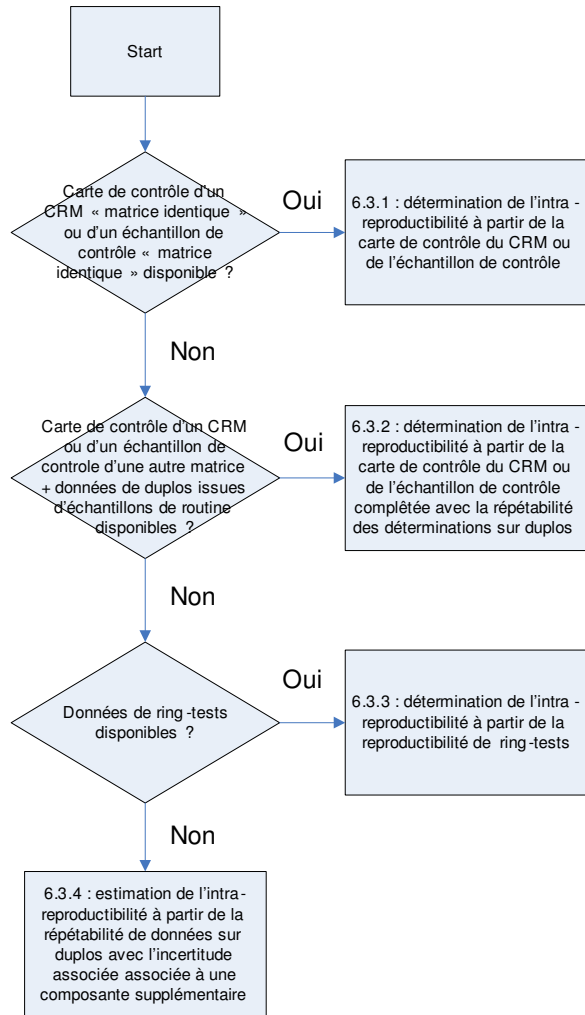 Start
Carte de contrôle d'un
CRM « matrice identique »
ou d'un échantillon de
contrôle « matrice
identique » disponible ?
Oui
6.3.1 : détermination de l'intra -
reproductibilité à partir de la
carte de contrôle du CRM ou
de l'échantillon de contrôle
Non
Carte de contrôle d'un CRM
ou d'un échantillon de
controle d'une autre matrice
+ données de duplos issues
d'échantillons de routine
disponibles ?
Oui
6.3.2 : détermination de l'intra -
reproductibilité à partir de la
carte de contrôle du CRM ou
de l'échantillon de contrôle
complêtée avec la répétabilité
des déterminations sur duplos
Non
Données de ring-tests
disponibles ?
Oui
6.3.3 : détermination de l'intra -
reproductibilité à partir de la
reproductibilité de ring-tests
Non
6.3.4 : estimation de l'intra-
reproductibilité à partir de la
répétabilité de données sur
duplos avec l'incertitude
associée associée à une
composante supplémentaire